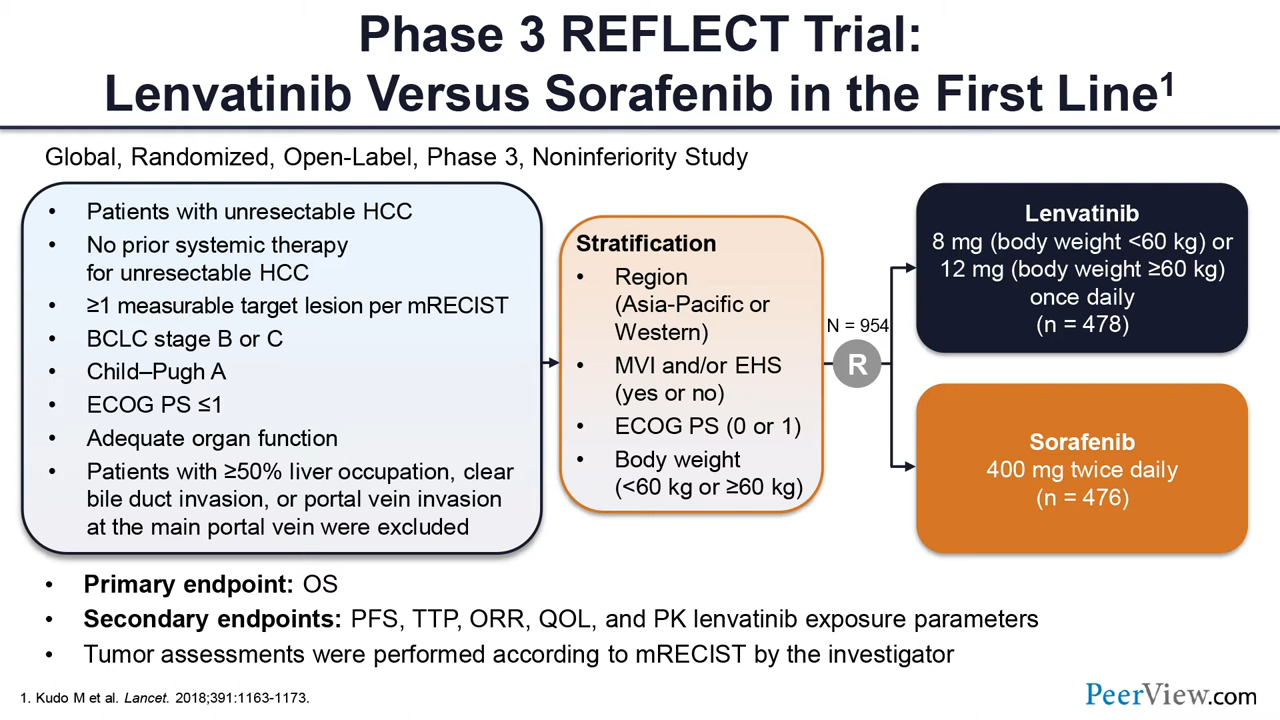 Phase 3 REFLECT Trial:
Lenvatinib Versus Sorafenib in the First Line1
Global, Randomized, Open-Label, Phase 3, Noninferiority Study
• Patients with unresectable HCC
• No prior systemic therapy
for unresectable HCC
• ≥1 measurable target lesion per mRECIST
• BCLC stage B or C
• Child–Pugh A
• ECOG PS ≤1
• Adequate organ function
• Patients with ≥50% liver occupation, clear
bile duct invasion, or portal vein invasion
at the main portal vein were excluded
Stratification
• Region
(Asia-Pacific or
Western)
• MVI and/or EHS
(yes or no)
• ECOG PS (0 or 1)
• Body weight
(<60 kg or ≥60 kg)
N = 954
R
Lenvatinib
8 mg (body weight <60 kg) or
12 mg (body weight ≥60 kg)
once daily
(n = 478)
Sorafenib
400 mg twice daily
(n = 476)
• Primary endpoint: OS
• Secondary endpoints: PFS, TTP, ORR, QOL, and PK lenvatinib exposure parameters
• Tumor assessments were performed according to mRECIST by the investigator
1. Kudo M et al. Lancet. 2018;391:1163-1173.
PeerView.com